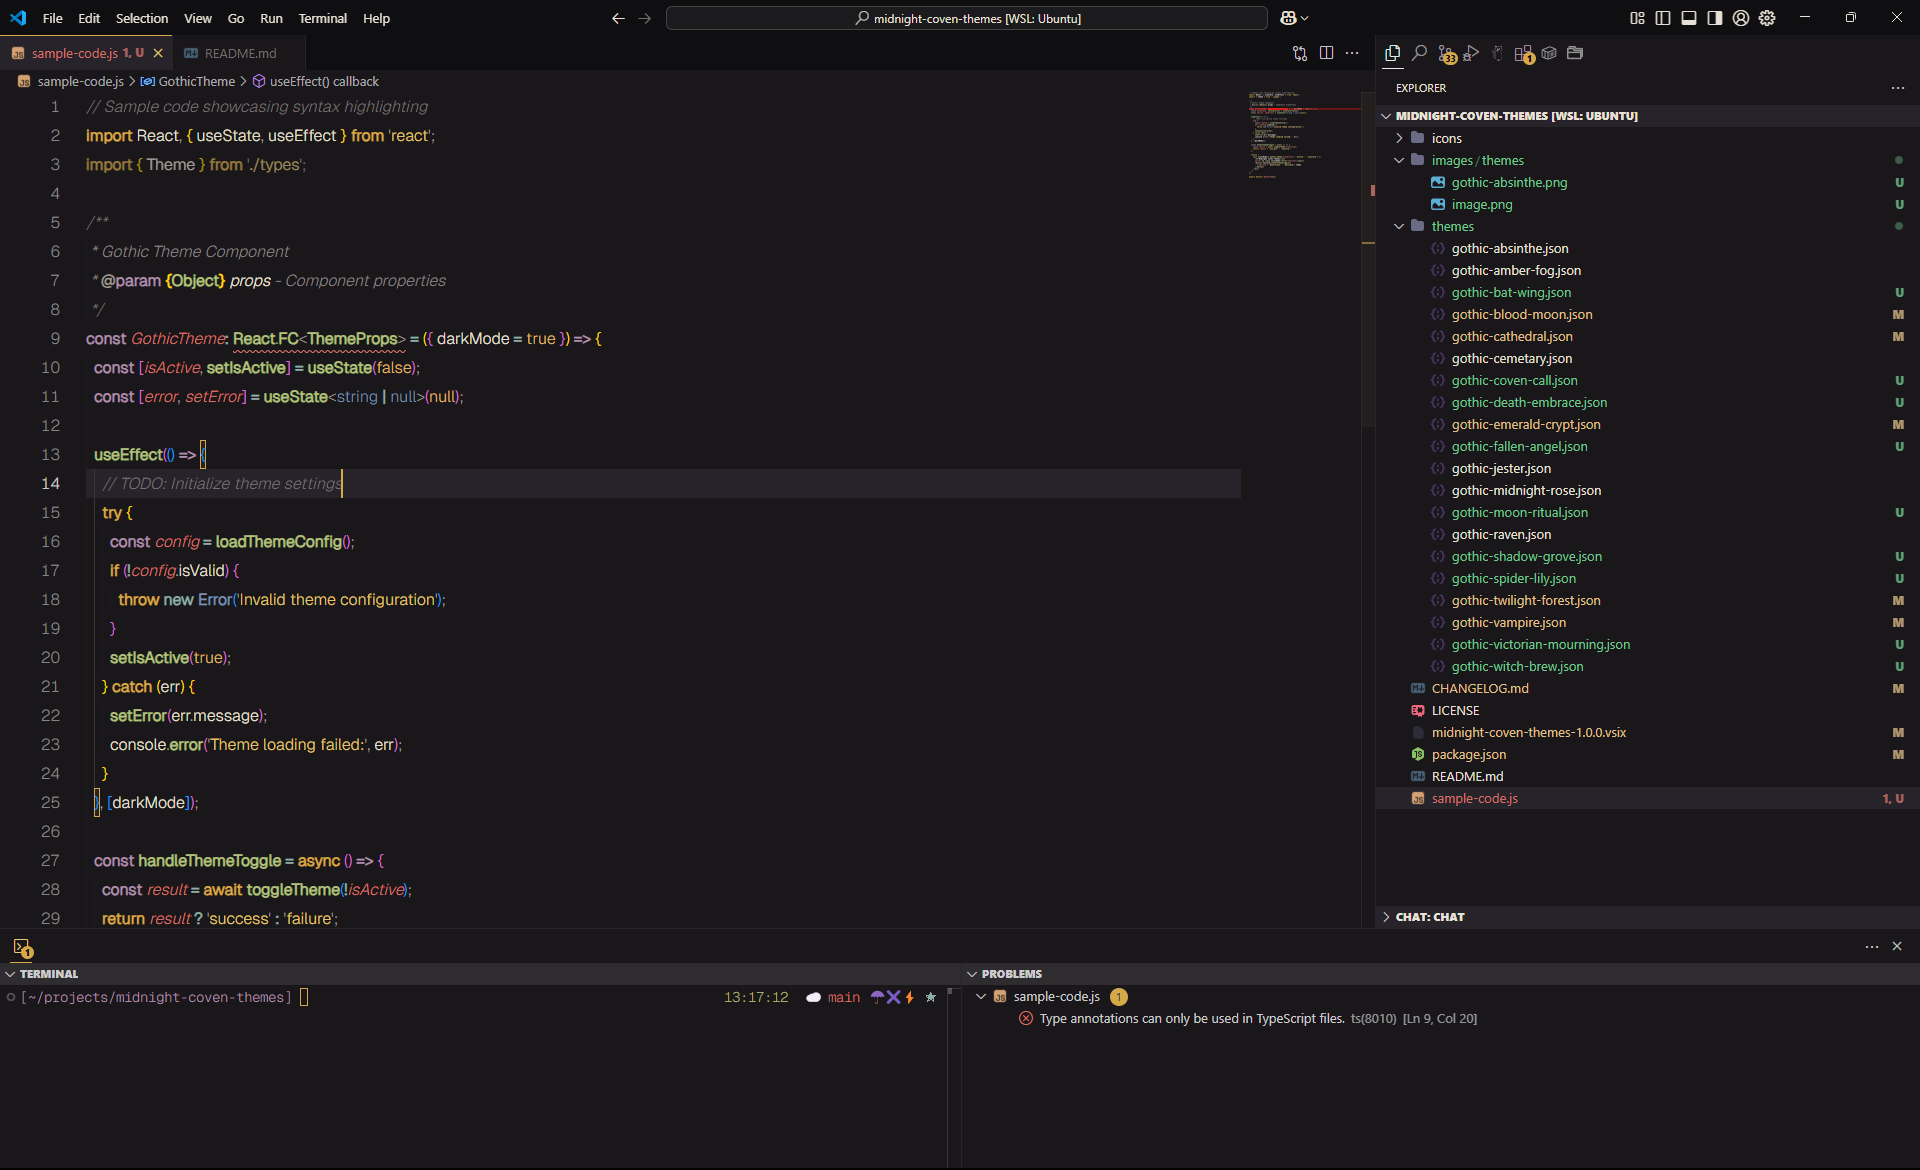 File Edit Selection View Go Run Terminal Help
midnight-coven-themes [WSL: Ubuntu]
sample-code.js 1, U
README.md
sample-code.js > GothicTheme > useEffect() callback
1 // Sample code showcasing syntax highlighting
2 import React, { useState, useEffect } from 'react';
3 import { Theme } from './types';
4
5 /**
6 * Gothic Theme Component
7 * @param {Object} props - Component properties
8 */
9 const GothicTheme: React.FC<ThemeProps> = ({ darkMode = true }) => {
10 const [isActive, setIsActive] = useState(false);
11 const [error, setError] = useState<string | null>(null);
12
13 useEffect(() => {
14 // TODO: Initialize theme settings
15 try {
16 const config = loadThemeConfig();
17 if (!config.isValid) {
18 throw new Error('Invalid theme configuration');
19 }
20 setIsActive(true);
21 } catch (err) {
22 setError(err.message);
23 console.error('Theme loading failed:', err);
24 }
25 }, [darkMode]);
26
27 const handleThemeToggle = async () => {
28 const result = await toggleTheme(!isActive);
29 return result ? 'success' : 'failure';
33
1
EXPLORER
MIDNIGHT-COVEN-THEMES [WSL: UBUNTU]
icons
images/themes
gothic-absinthe.png U
image.png U
themes
gothic-absinthe.json
gothic-amber-fog.json
gothic-bat-wing.json U
gothic-blood-moon.json M
gothic-cathedral.json M
gothic-cemetary.json
gothic-coven-call.json U
gothic-death-embrace.json U
gothic-emerald-crypt.json M
gothic-fallen-angel.json U
gothic-jester.json
gothic-midnight-rose.json
gothic-moon-ritual.json U
gothic-raven.json
gothic-shadow-grove.json U
gothic-spider-lily.json U
gothic-twilight-forest.json M
gothic-vampire.json M
gothic-victorian-mourning.json U
gothic-witch-brew.json U
CHANGELOG.md M
LICENSE
midnight-coven-themes-1.0.0.vsix M
package.json M
README.md
sample-code.js 1, U
CHAT: CHAT
1
TERMINAL
[~/projects/midnight-coven-themes]
13:17:12 main
PROBLEMS
sample-code.js 1
Type annotations can only be used in TypeScript files. ts(8010) [Ln 9, Col 20]